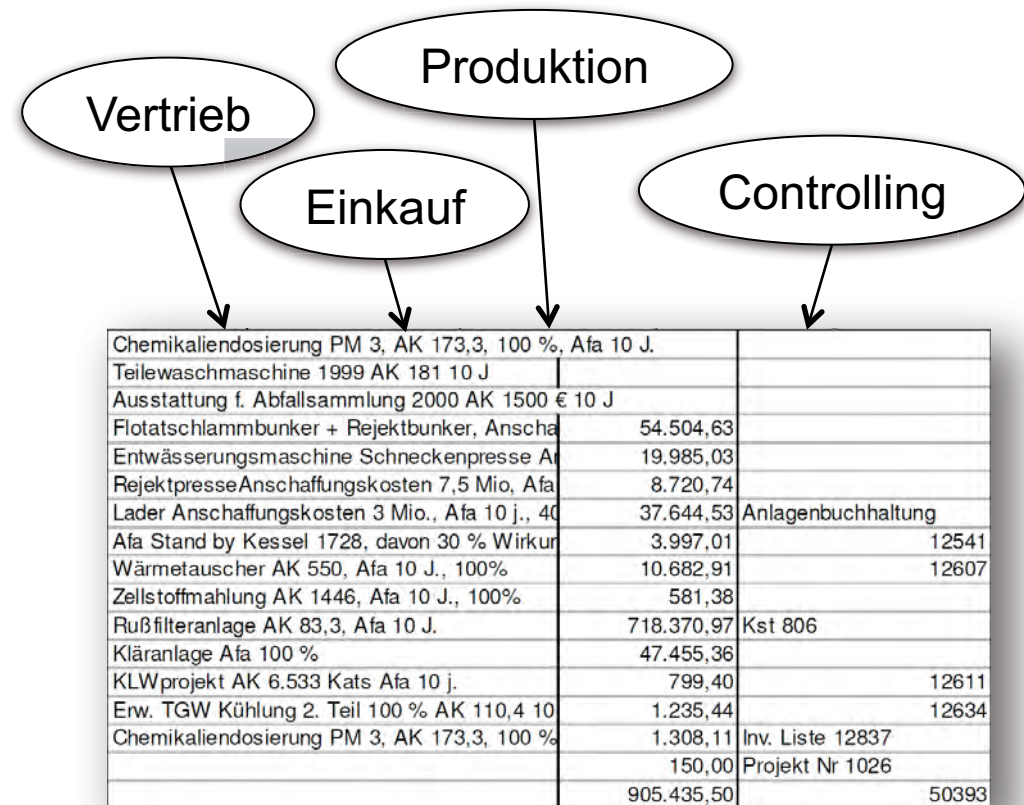 Produktion
Vertrieb
Einkauf
Controlling
Chemikaliendosierung PM 3, AK 173,3, 100 %, Afa 10 J.
Teilewaschmaschine 1999 AK 181 10 J
Ausstattung f. Abfallsammlung 2000 AK 1500 € 10 J
Flotatschlammbunker + Rejektbunker, Anscha 54.504,63
Entwässerungsmaschine Schneckenpresse 19.985,03
RejektpresseAnschaffungskosten 7,5 Mio, Afa 8.720,74
Lader Anschaffungskosten 3 Mio., Afa 10 j., 40 37.644,53 Anlagenbuchhaltung
Afa Stand by Kessel 1728, davon 30 % Wirkur 3.997,01 12541
Wärmetauscher AK 550, Afa 10 J., 100% 10.682,91 12607
Zellstoffmahlung AK 1446, Afa 10 J., 100% 581,38
Rußfilteranlage AK 83,3, Afa 10 J. 718.370,97 Kst 806
Kläranlage Afa 100 % 47.455,36
KLWprojekt AK 6.533 Kats Afa 10 j. 799,40 12611
Erw. TGW Kühlung 2. Teil 100 % AK 110,4 10 1.235,44 12634
Chemikaliendosierung PM 3, AK 173,3, 100 % 1.308,11 Inv. Liste 12837
150,00 Projekt Nr 1026
905.435,50 50393